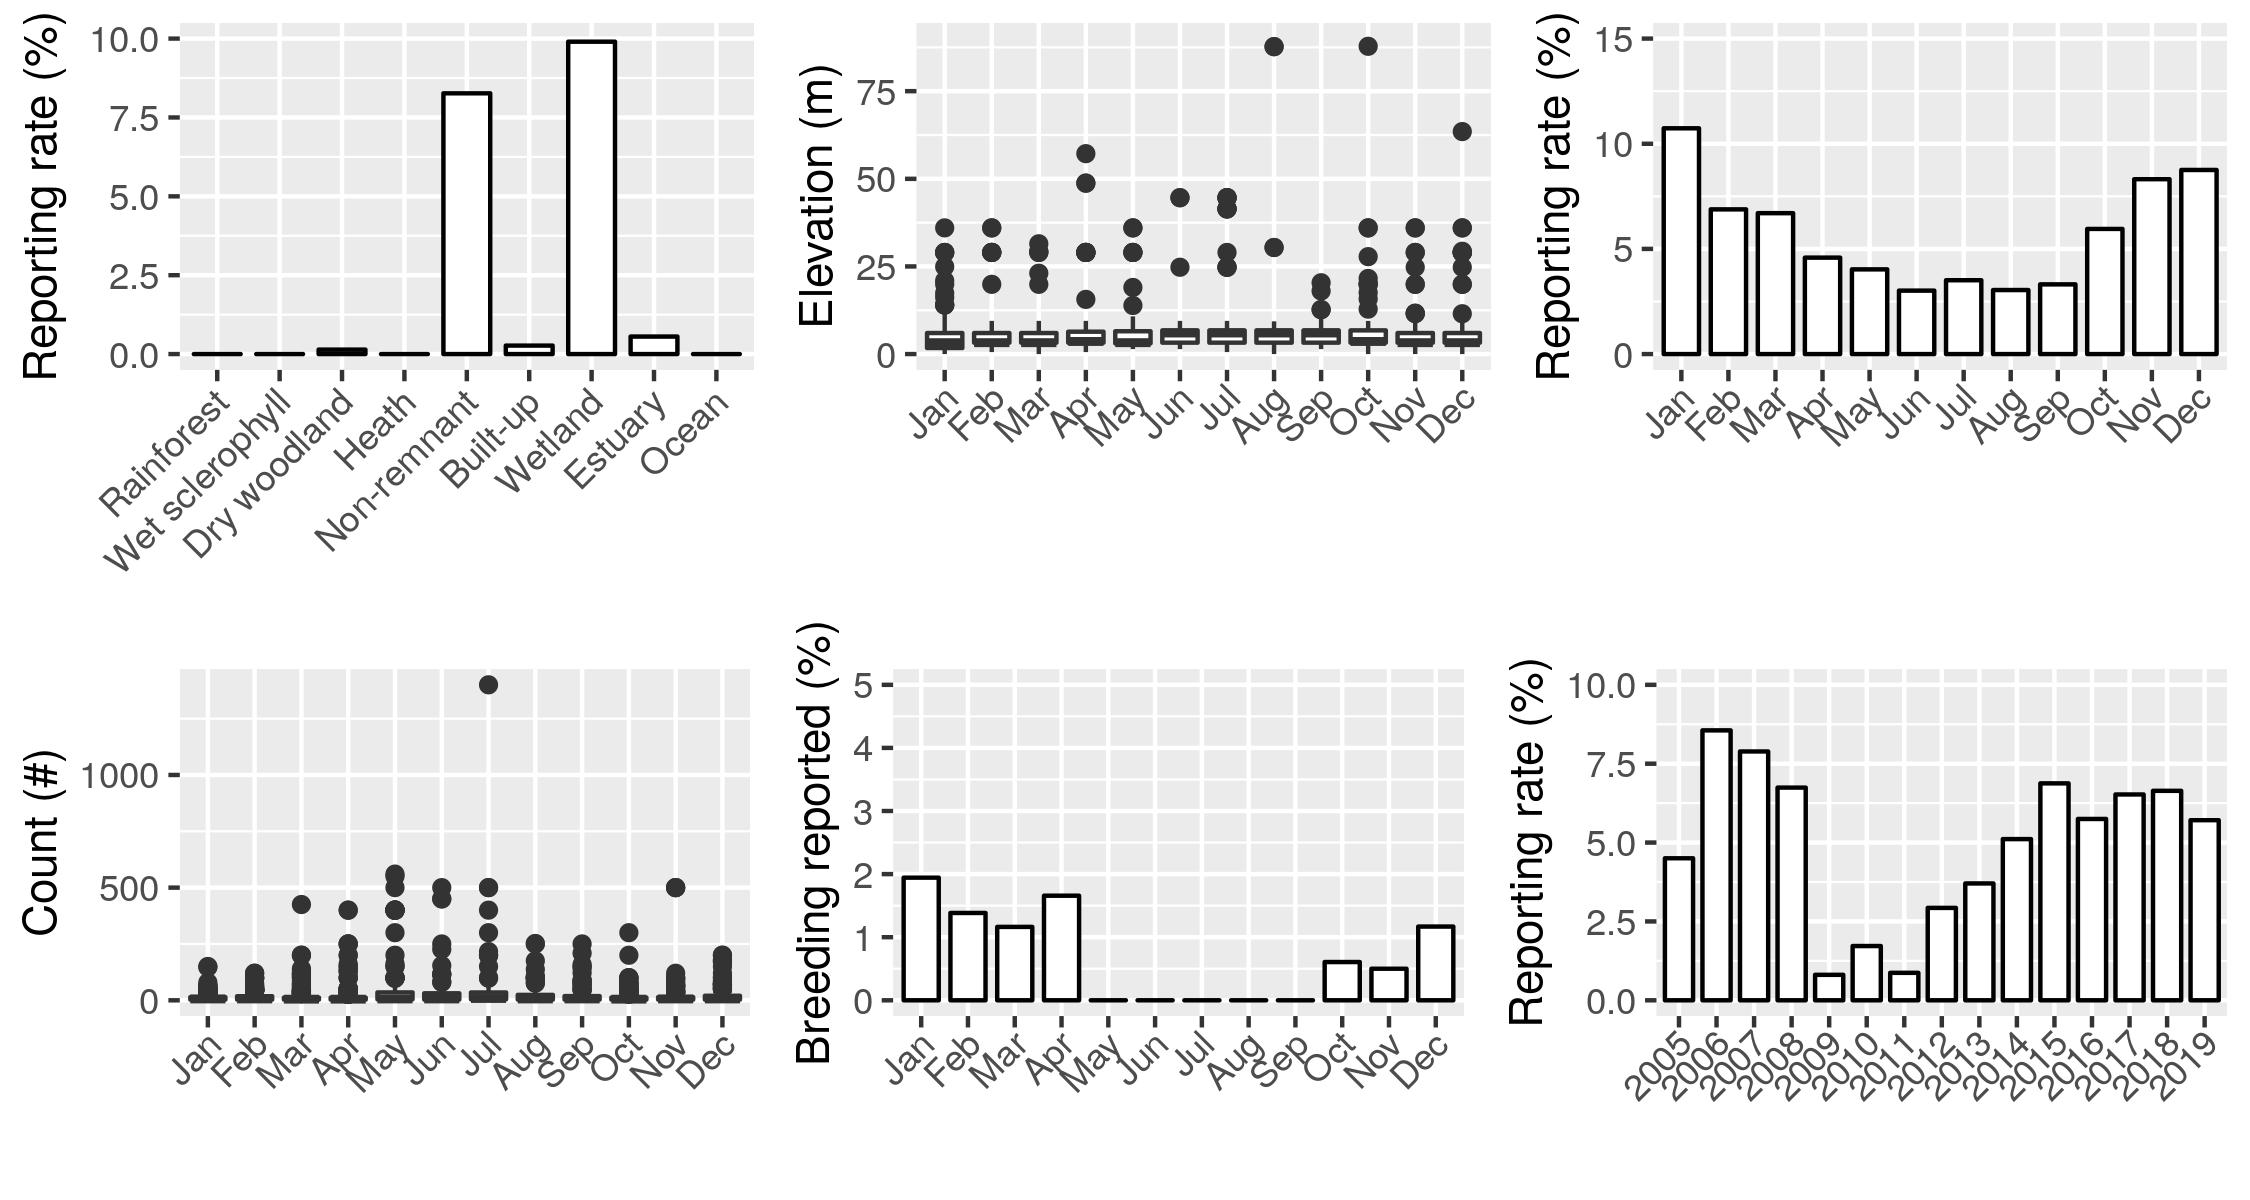 Reporting rate (%)
10.0
7.5
5.0
2.5
0.0
Rainforest
Wet sclerophyll
Dry woodland
Heath
Non-remnant
Built-up
Wetland
Estuary
Ocean
Elevation (m)
75
50
25
0
Jan Feb Mar Apr May Jun Jul Aug Sep Oct Nov Dec
Reporting rate (%)
15
10
5
0
Jan Feb Mar Apr May Jun Jul Aug Sep Oct Nov Dec
Count (#)
1000
500
0
Jan Feb Mar Apr May Jun Jul Aug Sep Oct Nov Dec
Breeding reported (%)
5
4
3
2
1
0
Jan Feb Mar Apr May Jun Jul Aug Sep Oct Nov Dec
Reporting rate (%)
10.0
7.5
5.0
2.5
0.0
2005 2006 2007 2008 2009 2010 2011 2012 2013 2014 2015 2016 2017 2018 2019